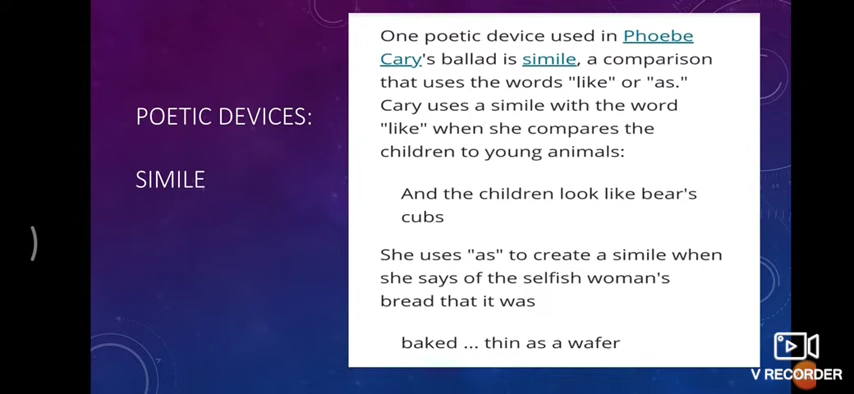 POETIC DEVICES:
SIMILE
One poetic device used in Phoebe
Cary's ballad is simile, a comparison
that uses the words "like" or "as."
Cary uses a simile with the word
"like" when she compares the
children to young animals:
And the children look like bear's
cubs
She uses "as" to create a simile when
she says of the selfish woman's
bread that it was
baked ... thin as a wafer
V RECORDER